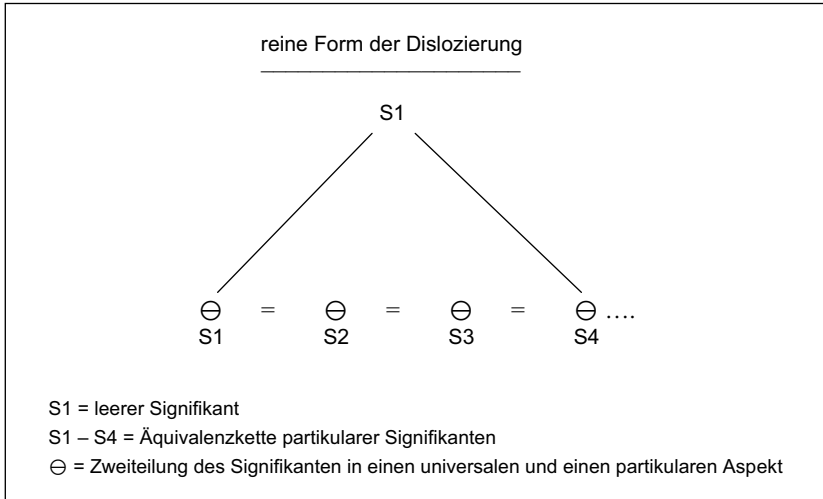 reine Form der Dislozierung
S1
⊖ = ⊖ = ⊖ = ⊖ ....
S1 S2 S3 S4
S1 = leerer Signifikant
S1 – S4 = Äquivalenzkette partikularer Signifikanten
⊖ = Zweiteilung des Signifikanten in einen universalen und einen partikularen Aspekt